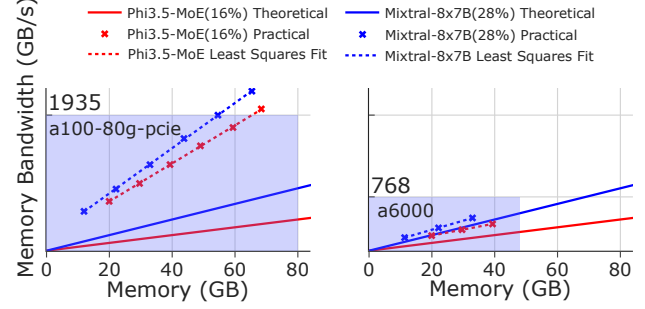 Phi3.5-MoE(16%) Theoretical
Phi3.5-MoE(16%) Practical
Phi3.5-MoE Least Squares Fit
Mixtral-8x7B(28%) Theoretical
Mixtral-8x7B(28%) Practical
Mixtral-8x7B Least Squares Fit
Memory Bandwidth (GB/s)
1935
a100-80g-pcie
0 20 40 60 80
Memory (GB)
768
a6000
0 20 40 60 80
Memory (GB)